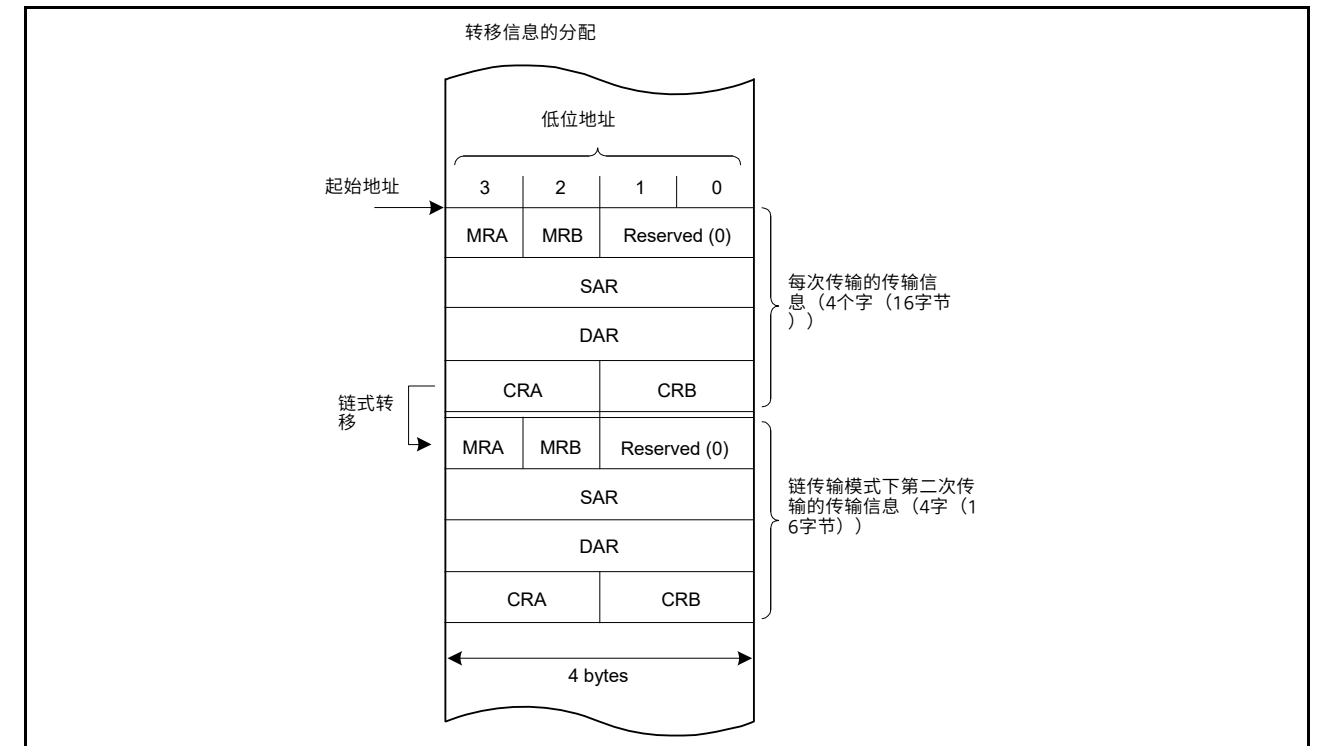 转移信息的分配
低位地址
起始地址
3 2 1 0
MRA MRB Reserved (0)
SAR
每次传输的传输信
息（4个字（16字节
））
DAR
CRA CRB
链式转
移
MRA MRB Reserved (0)
SAR
链传输模式下第二次传
输的传输信息（4字（1
6字节））
DAR
CRA CRB
4 bytes